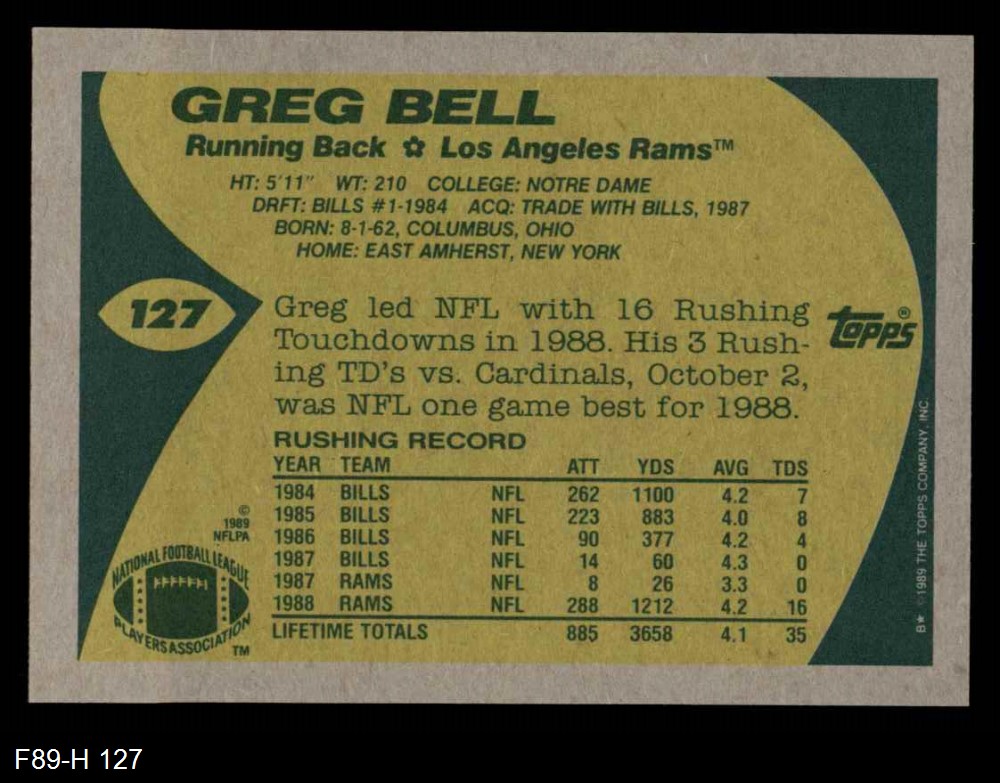 GREG BELL
Running Back ✿ Los Angeles Rams™
HT: 5'11" WT: 210 COLLEGE: NOTRE DAME
DRFT: BILLS #1-1984 ACQ: TRADE WITH BILLS, 1987
BORN: 8-1-62, COLUMBUS, OHIO
HOME: EAST AMHERST, NEW YORK
127
Greg led NFL with 16 Rushing
Touchdowns in 1988. His 3 Rush-
ing TD's vs. Cardinals, October 2,
was NFL one game best for 1988.
topps®
RUSHING RECORD
YEAR TEAM ATT YDS AVG TDS
1984 BILLS NFL 262 1100 4.2 7
1985 BILLS NFL 223 883 4.0 8
1986 BILLS NFL 90 377 4.2 4
1987 BILLS NFL 14 60 4.3 0
1987 RAMS NFL 8 26 3.3 0
1988 RAMS NFL 288 1212 4.2 16
LIFETIME TOTALS 885 3658 4.1 35
©
1989
NFLPA
NATIONAL FOOTBALL LEAGUE
PLAYERS ASSOCIATION
TM
B* ©1989 THE TOPPS COMPANY, INC.
F89-H 127